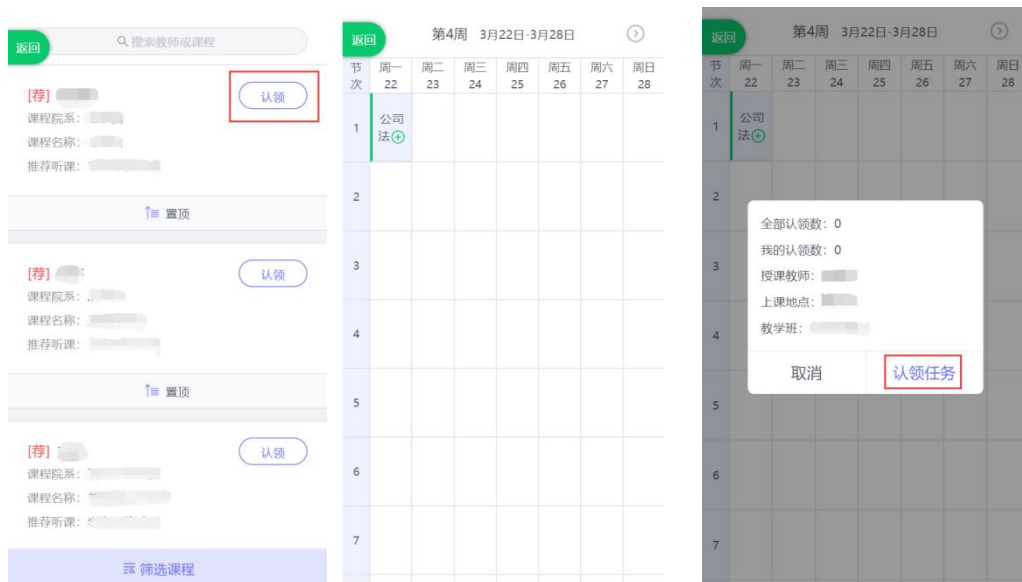 返回
搜索教师或课程
[荐]
认领
课程院系：
课程名称：
推荐听课：
置顶
[荐]
认领
课程院系：
课程名称：
推荐听课：
置顶
[荐]
认领
课程院系：
课程名称：
推荐听课：
筛选课程
返回
第4周 3月22日-3月28日
节次 周一 周二 周三 周四 周五 周六 周日
22 23 24 25 26 27 28
1 公司法
2
3
4
5
6
7
返回
第4周 3月22日-3月28日
节次 周一 周二 周三 周四 周五 周六 周日
22 23 24 25 26 27 28
1 公司法
2
3
4
5
6
7
全部认领数：0
我的认领数：0
授课教师：
上课地点：
教学班：
取消 认领任务